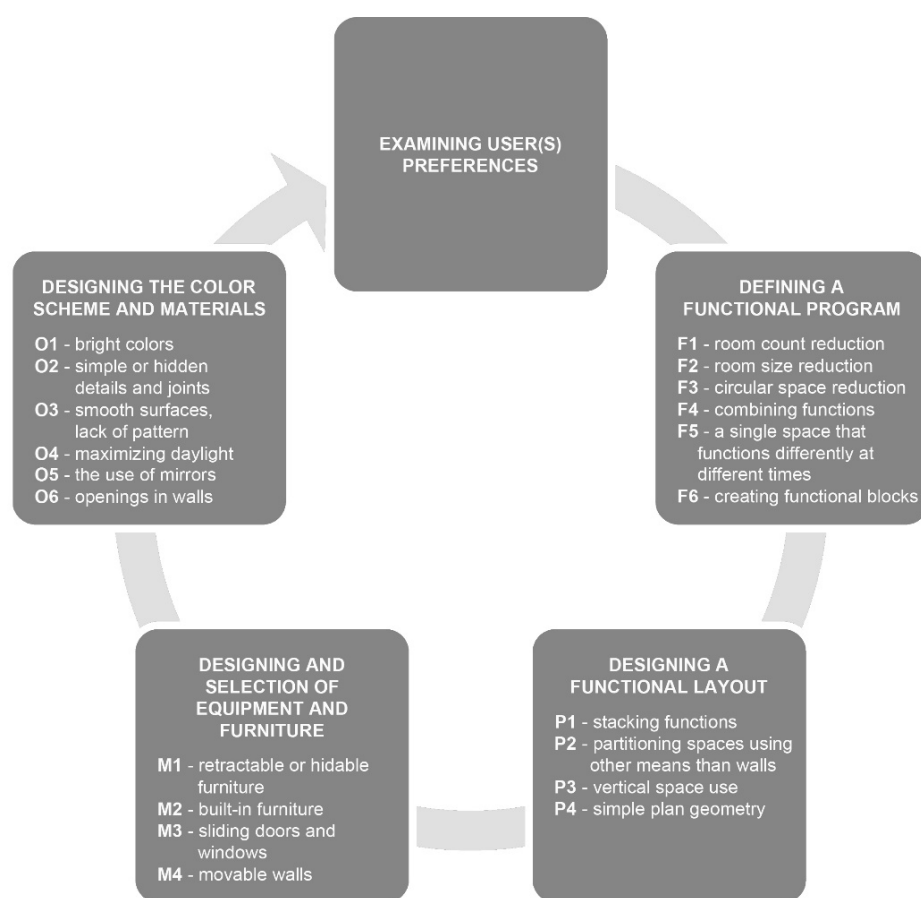 EXAMINING USER(S)
PREFERENCES
DEFINING A
FUNCTIONAL PROGRAM
F1 - room count reduction
F2 - room size reduction
F3 - circular space reduction
F4 - combining functions
F5 - a single space that
functions differently at
different times
F6 - creating functional blocks
DESIGNING A
FUNCTIONAL LAYOUT
P1 - stacking functions
P2 - partitioning spaces using
other means than walls
P3 - vertical space use
P4 - simple plan geometry
DESIGNING AND
SELECTION OF
EQUIPMENT AND
FURNITURE
M1 - retractable or hidable
furniture
M2 - built-in furniture
M3 - sliding doors and
windows
M4 - movable walls
DESIGNING THE COLOR
SCHEME AND MATERIALS
O1 - bright colors
O2 - simple or hidden
details and joints
O3 - smooth surfaces,
lack of pattern
O4 - maximizing daylight
O5 - the use of mirrors
O6 - openings in walls